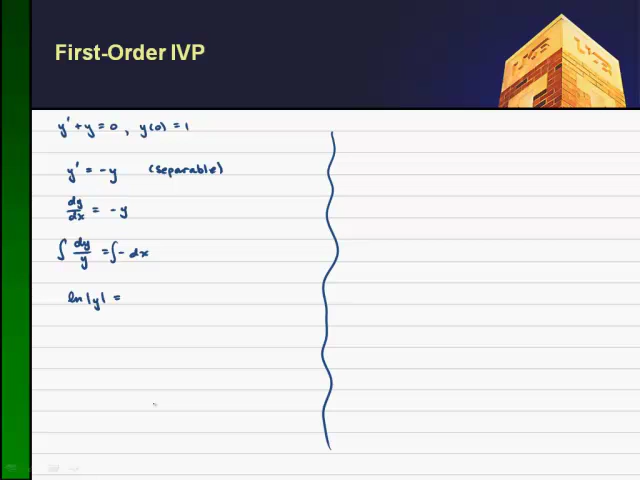 First-Order IVP
y' + y = 0 , y(0) = 1
y' = -y (separable)
dy/dx = -y
∫ dy/y = ∫ - dx
ln |y| =